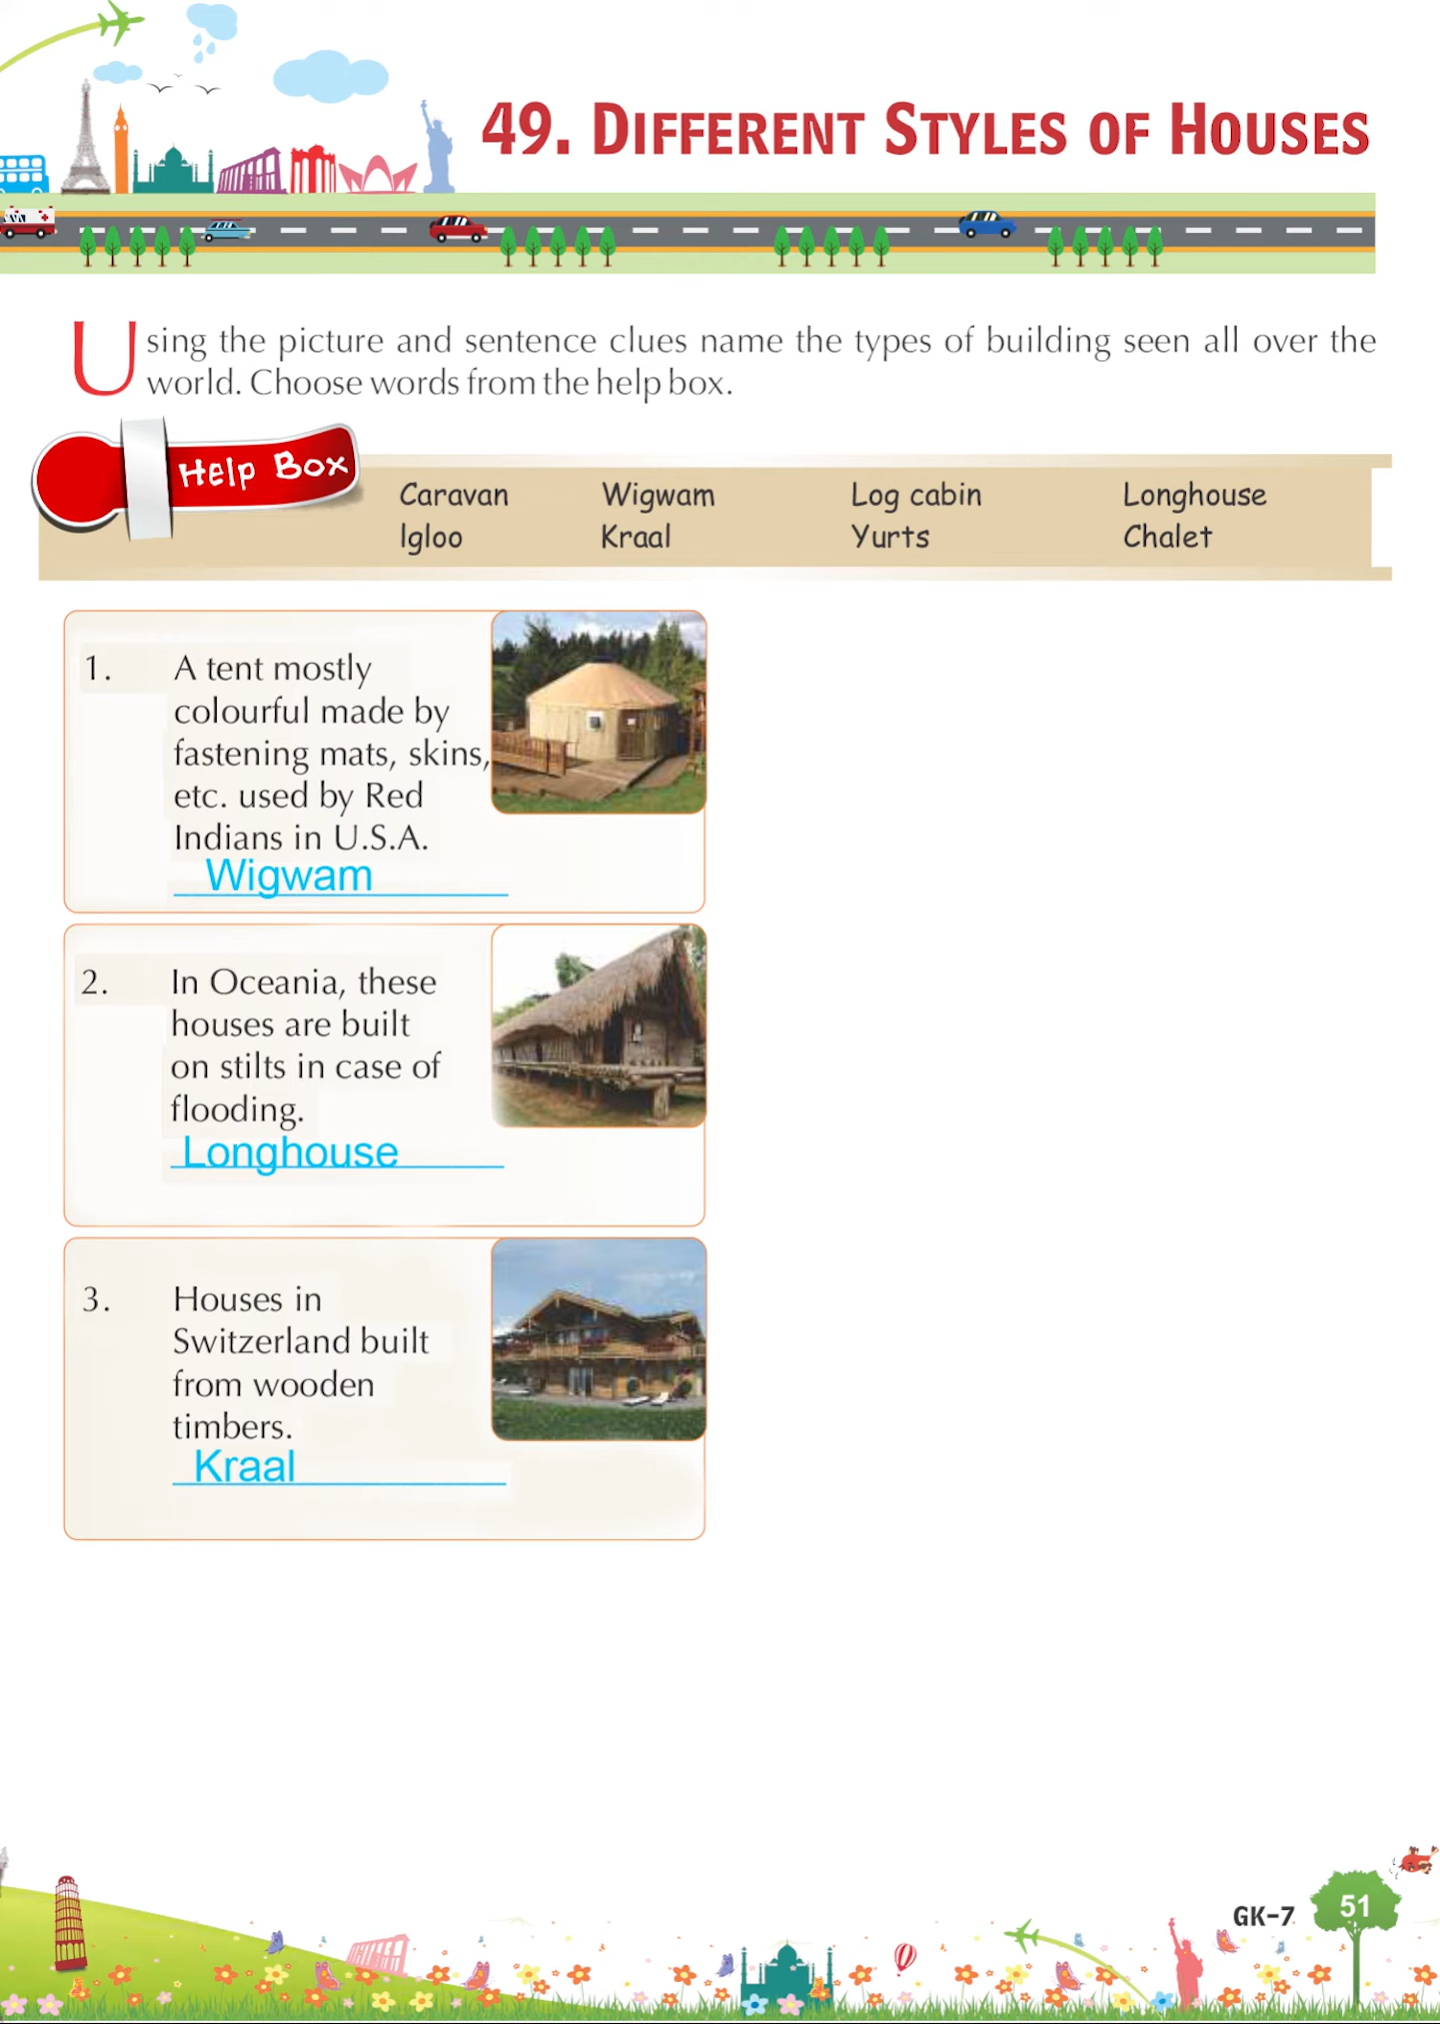 49. DIFFERENT STYLES OF HOUSES
Using the picture and sentence clues name the types of building seen all over the
world. Choose words from the help box.
Help Box
Caravan Wigwam Log cabin Longhouse
Igloo Kraal Yurts Chalet
1. A tent mostly
colourful made by
fastening mats, skins,
etc. used by Red
Indians in U.S.A.
Wigwam
2. In Oceania, these
houses are built
on stilts in case of
flooding.
Longhouse
3. Houses in
Switzerland built
from wooden
timbers.
Kraal
GK-7
51